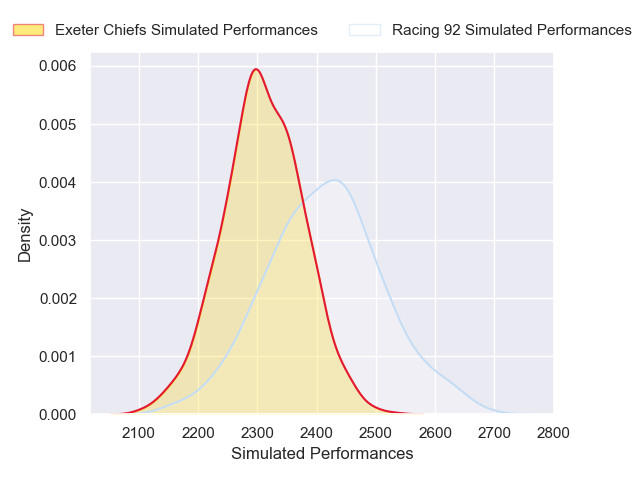 Exeter Chiefs Simulated Performances Racing 92 Simulated Performances
0.006
0.005
0.004
0.003
0.002
0.001
0.000
Density
2100 2200 2300 2400 2500 2600 2700 2800
Simulated Performances